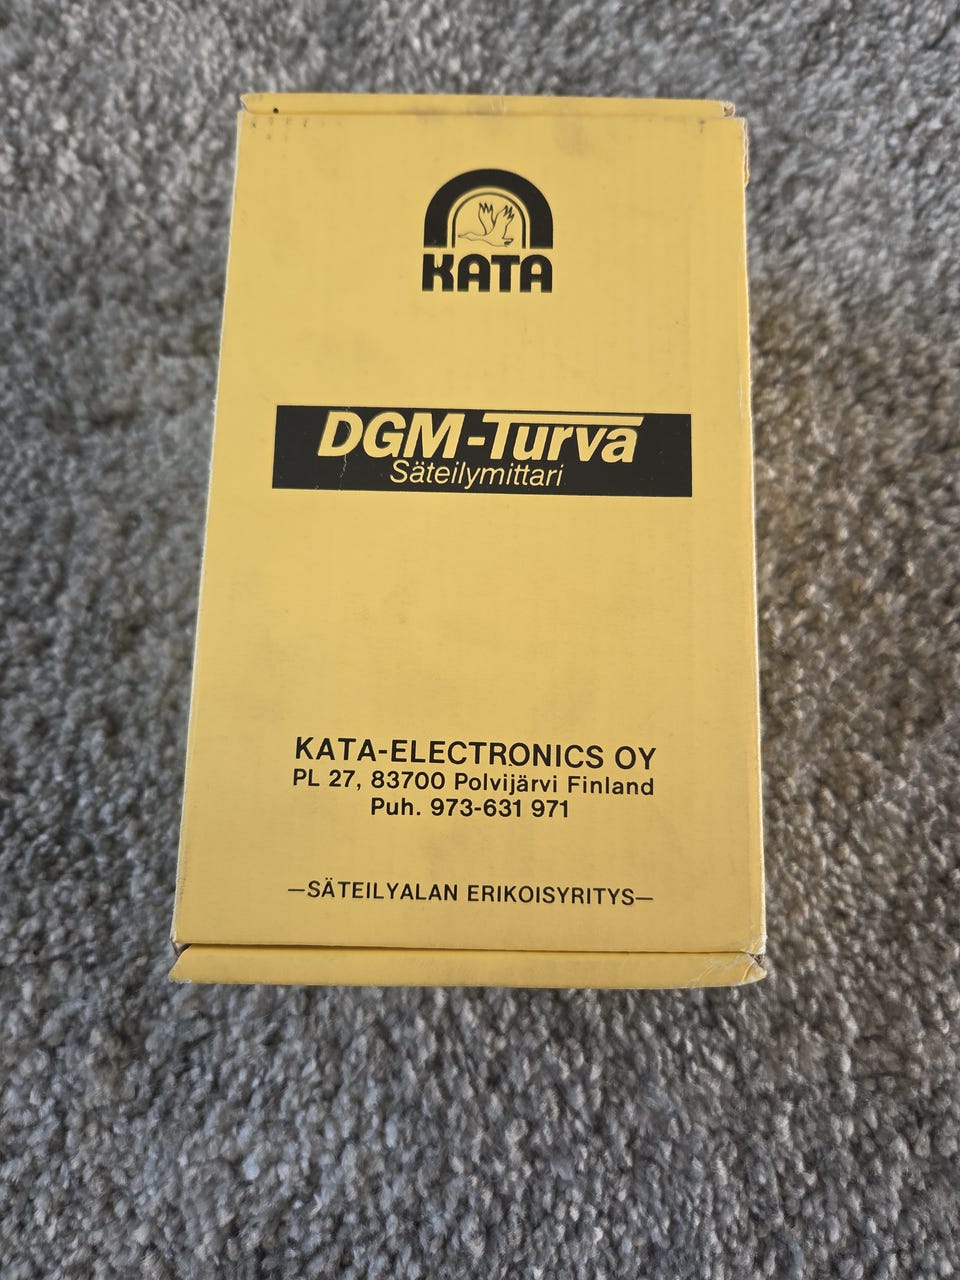 KATA
DGM-Turva
Säteilymittari
KATA-ELECTRONICS OY
PL 27, 83700 Polvijärvi Finland
Puh. 973-631 971
—SÄTEILYALAN ERIKOISYRITYS—